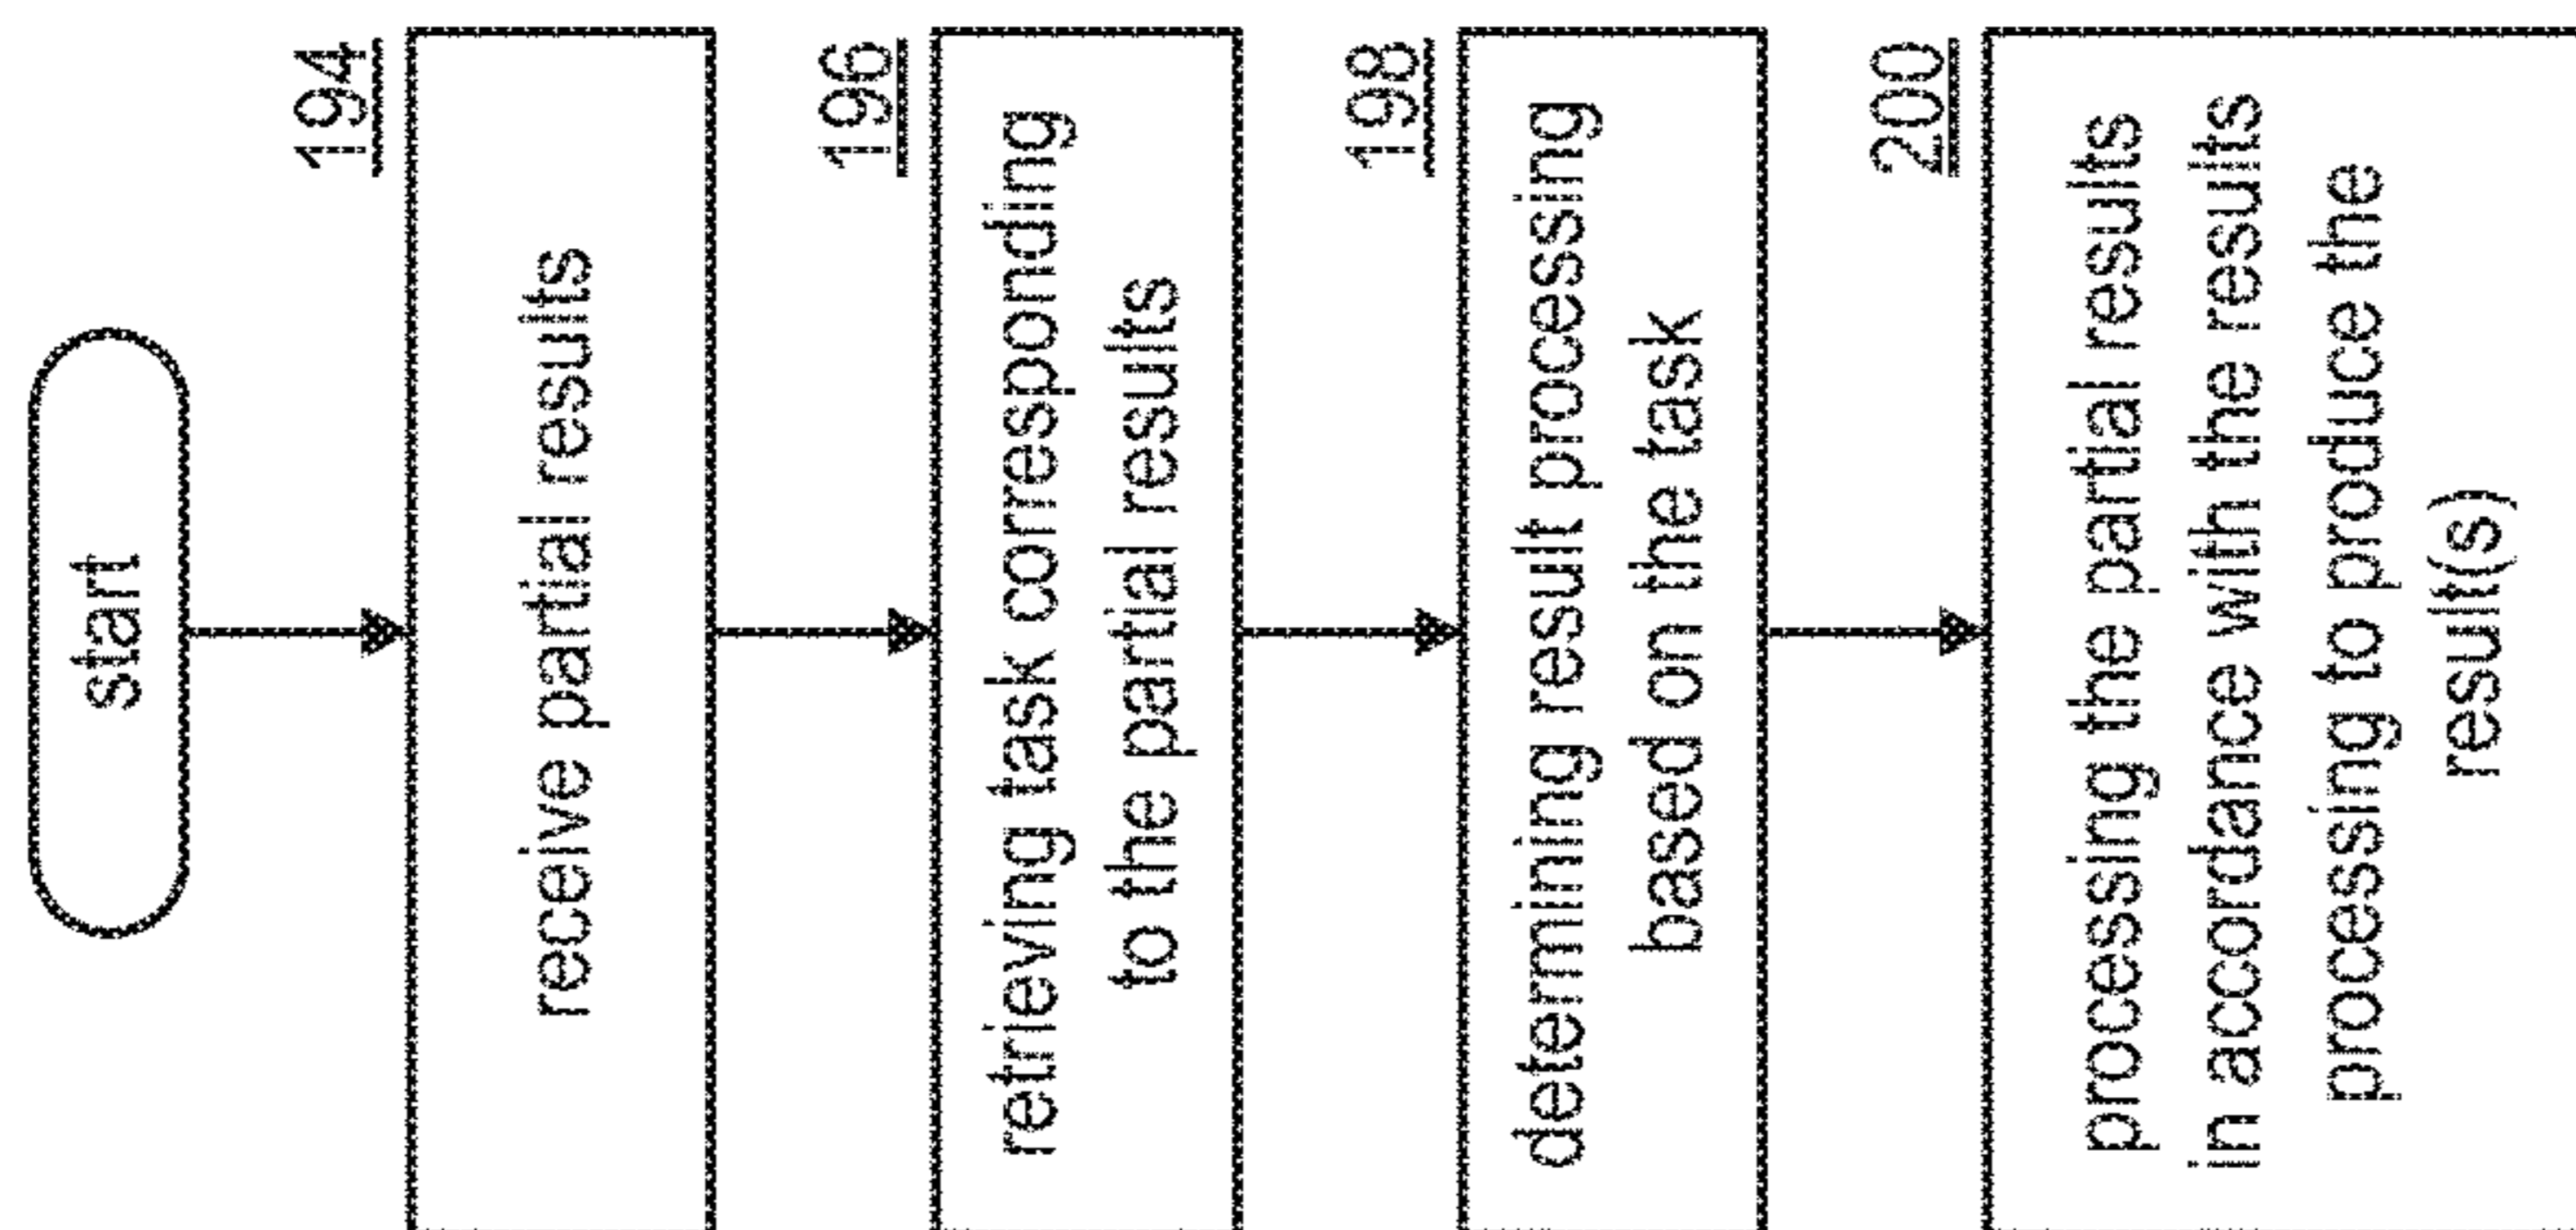 start
194
receive partial results
196
retrieving task corresponding
to the partial results
198
determining result processing
based on the task
200
processing the partial results
in accordance with the results
processing to produce the
result(s)